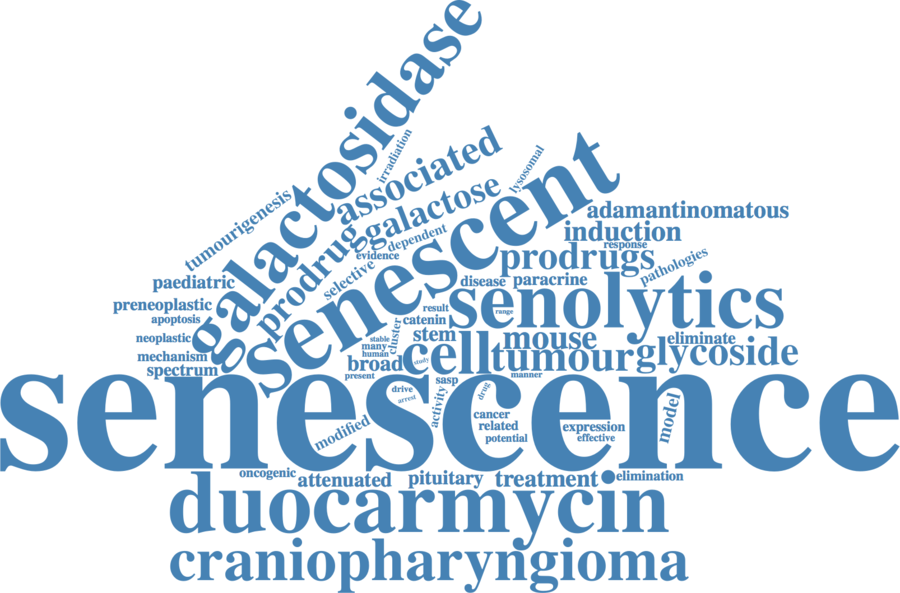 galactosidase
irradiation
associated
lysosomal
senescent
tumourigenesis
galactose
adamantinomatous
prodrug
dependent
induction
response
evidence
prodrugs
selective
pathologies
paediatric
disease
paracrine
senolytics
preneoplastic
result
range
apoptosis
catenin
cluster
neoplastic
stable
stem
mouse
eliminate
many
human
cell
tumour
glycoside
mechanism
broad
study
spectrum
present
sasp
manner
senescence
drive
arrest
activity
drug
model
cancer
related
potential
expression
effective
modified
oncogenic
attenuated
pituitary
treatment
elimination
duocarmycin
craniopharyngioma